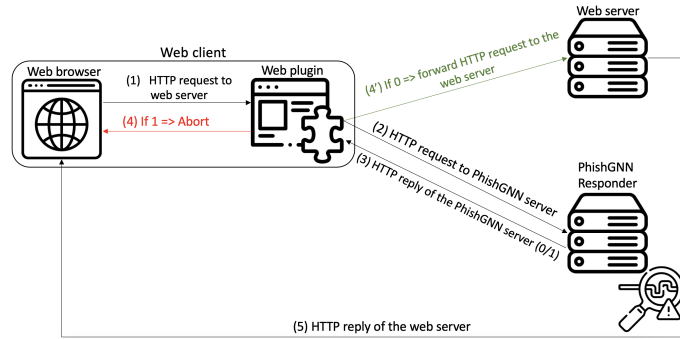 Web server
Web client
Web browser
Web plugin
(1) HTTP request to
web server
(4) If 1 => Abort
(4') If 0 => forward HTTP request to the
web server
(2) HTTP request to PhishGNN server
(3) HTTP reply of the PhishGNN server (0/1)
PhishGNN
Responder
(5) HTTP reply of the web server